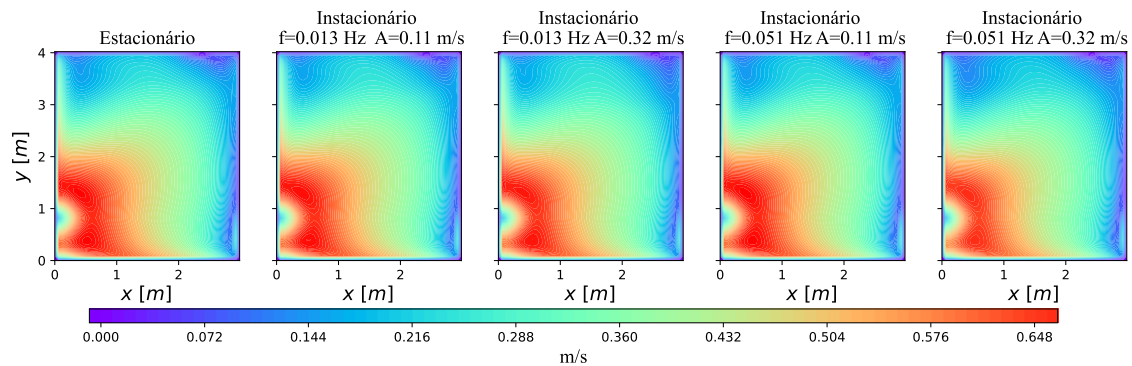 Estacionário
Instacionário
f=0.013 Hz  A=0.11 m/s
Instacionário
f=0.013 Hz A=0.32 m/s
Instacionário
f=0.051 Hz A=0.11 m/s
Instacionário
f=0.051 Hz A=0.32 m/s
4
3
2
1
0
y [m]
0 1 2
0 1 2
0 1 2
0 1 2
0 1 2
x [m]
x [m]
x [m]
x [m]
x [m]
0.000 0.072 0.144 0.216 0.288 0.360 0.432 0.504 0.576 0.648
m/s